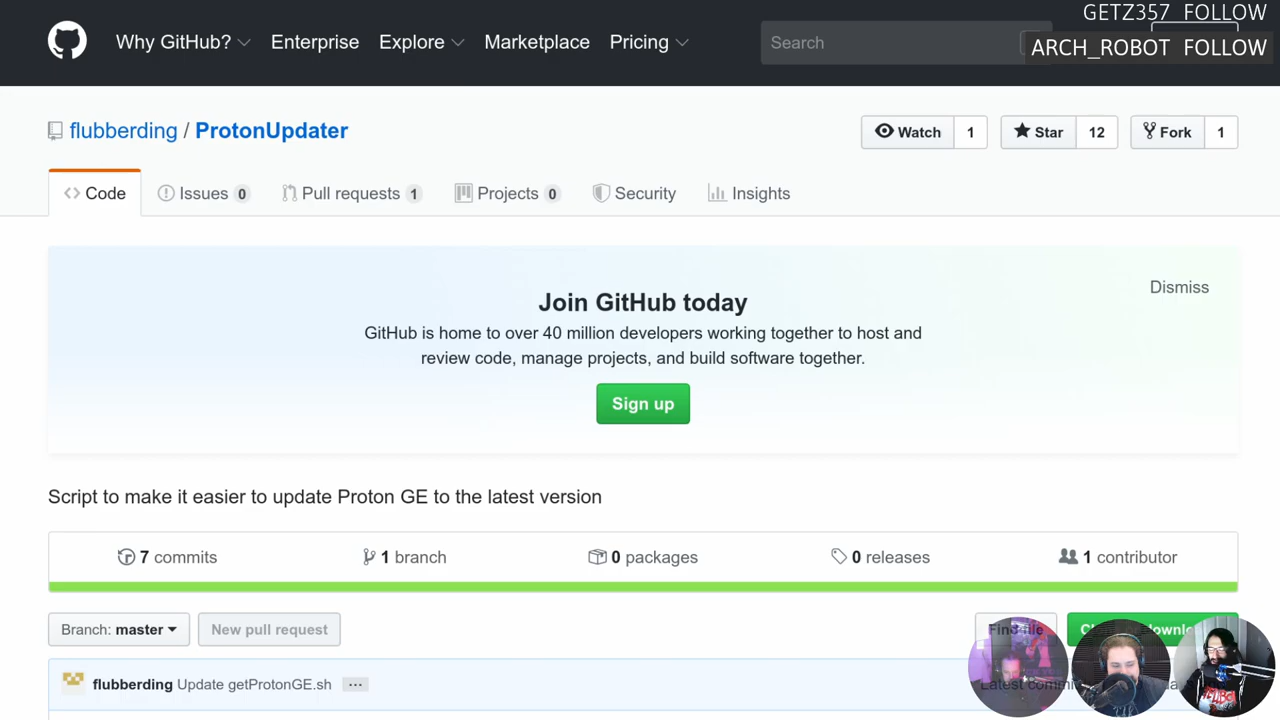 GETZ357 FOLLOW
Why GitHub? Enterprise Explore Marketplace Pricing Search
ARCH_ROBOT FOLLOW
flubberding / ProtonUpdater
Watch 1 Star 12 Fork 1
Code Issues 0 Pull requests 1 Projects 0 Security Insights
Dismiss
Join GitHub today
GitHub is home to over 40 million developers working together to host and
review code, manage projects, and build software together.
Sign up
Script to make it easier to update Proton GE to the latest version
7 commits 1 branch 0 packages 0 releases 1 contributor
Branch: master New pull request Find file
flubberding Update getProtonGE.sh ... Latest